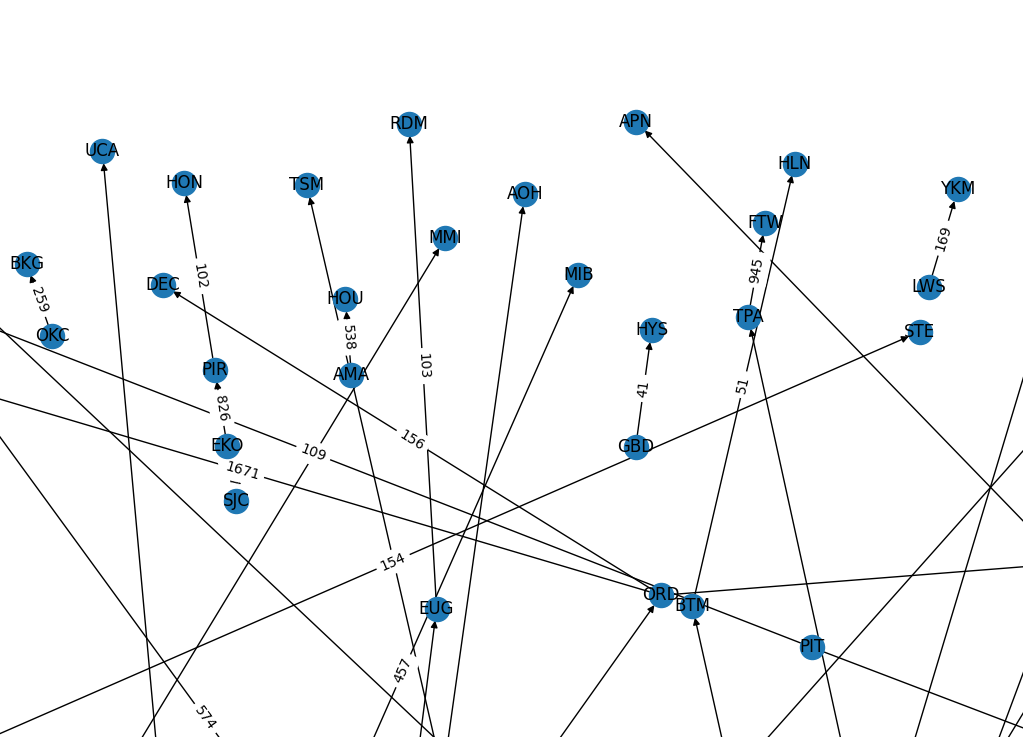 RDM
APN
UCA
HLN
HON
TSM
YKM
AOH
FTW
MMI
169
BKG
945
MIB
102
DEC
LWS
259
HOU
TPA
HYS
STE
OKC
538
103
PIR
AMA
51
41
826
156
EKO
GBD
109
1671
SJC
154
ORD
BTM
EUG
PIT
457
574